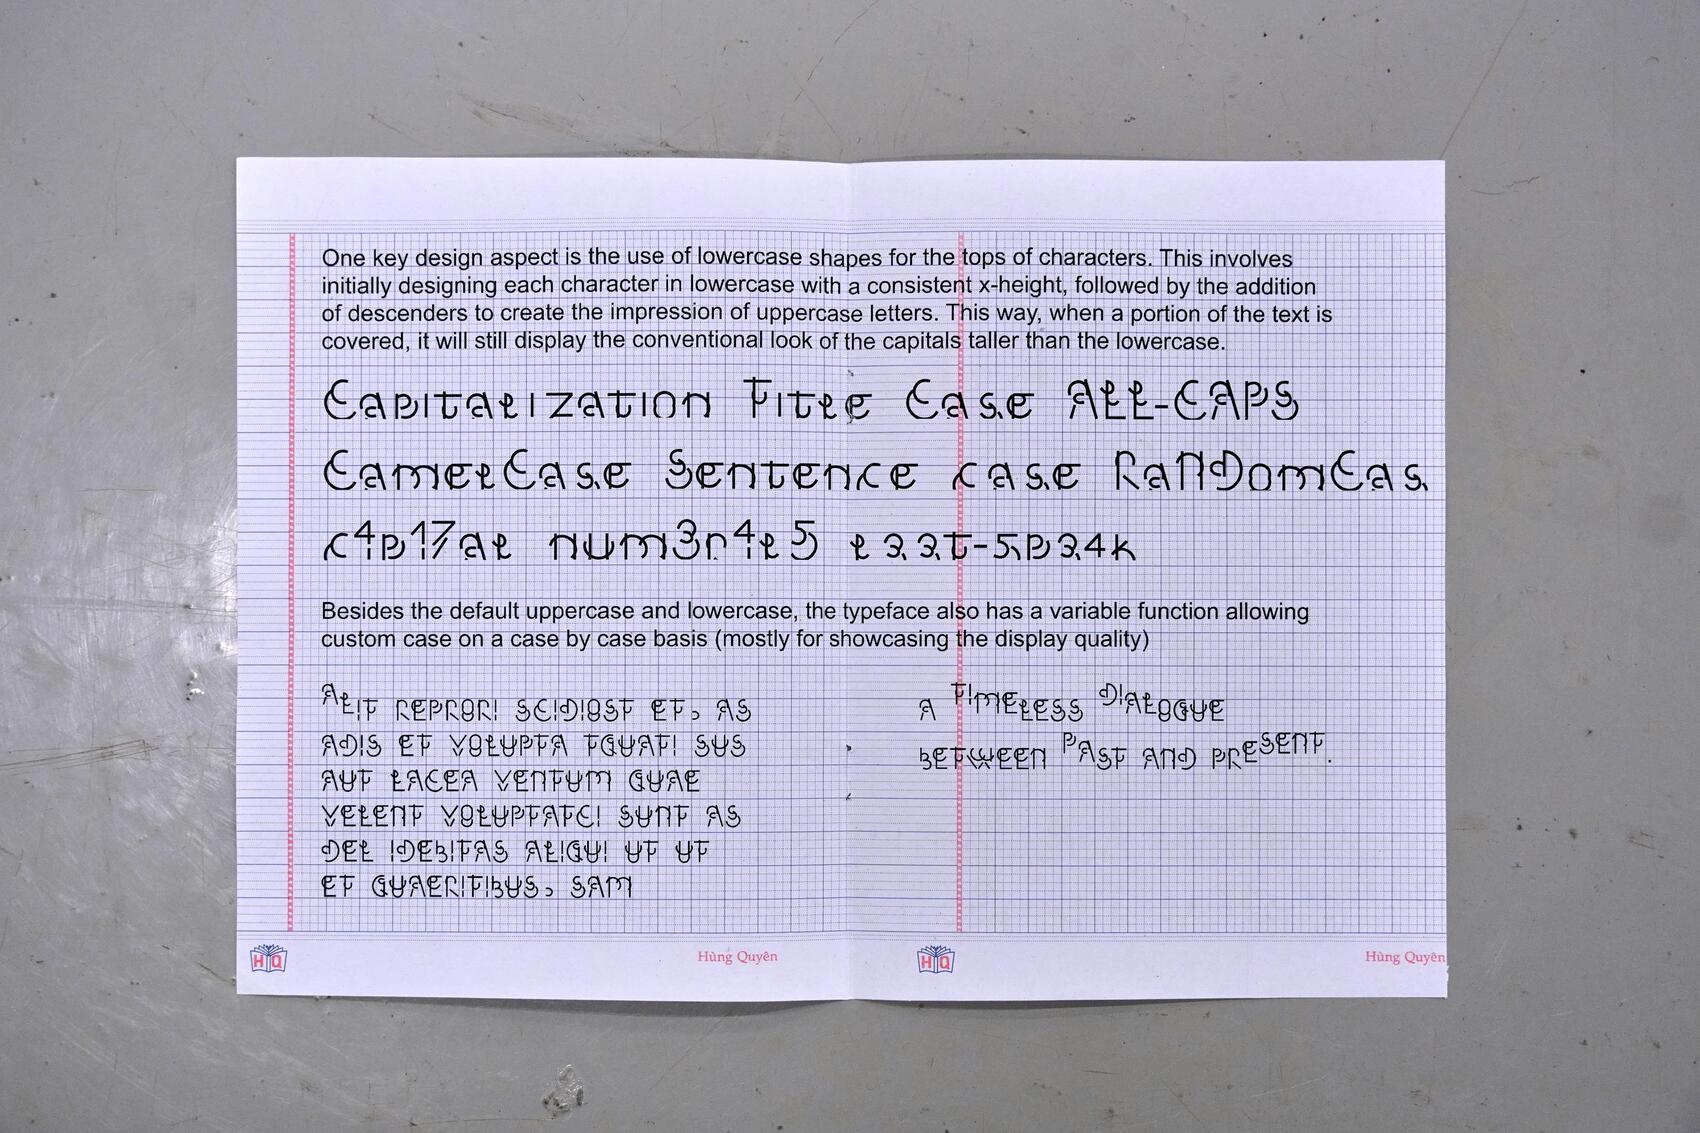 One key design aspect is the use of lowercase shapes for the tops of characters. This involves
initially designing each character in lowercase with a consistent x-height, followed by the addition
of descenders to create the impression of uppercase letters. This way, when a portion of the text is
covered, it will still display the conventional look of the capitals taller than the lowercase.
Capitalization Title Case ALL-CAPS
CamelCase Sentence case RaNDomCas
c4p17al num3r4l5 l33t-5p34k
Besides the default uppercase and lowercase, the typeface also has a variable function allowing
custom case on a case by case basis (mostly for showcasing the display quality)
ALIT REPRORI SCIDIOST ET, AS
ADIS ET VOLUPTA TQUATI SUS
AUT LACEA VENTUM QUAE
VELENT VOLUPTATCI SUNT AS
DEL IDEBITAS ALIQUI UT UT
ET QUAERITIBUS, SAM
A TIMELESS DIALOGUE
BETWEEN PAST AND PRESENT.
HQ
Hùng Quyên
HQ
Hùng Quyên